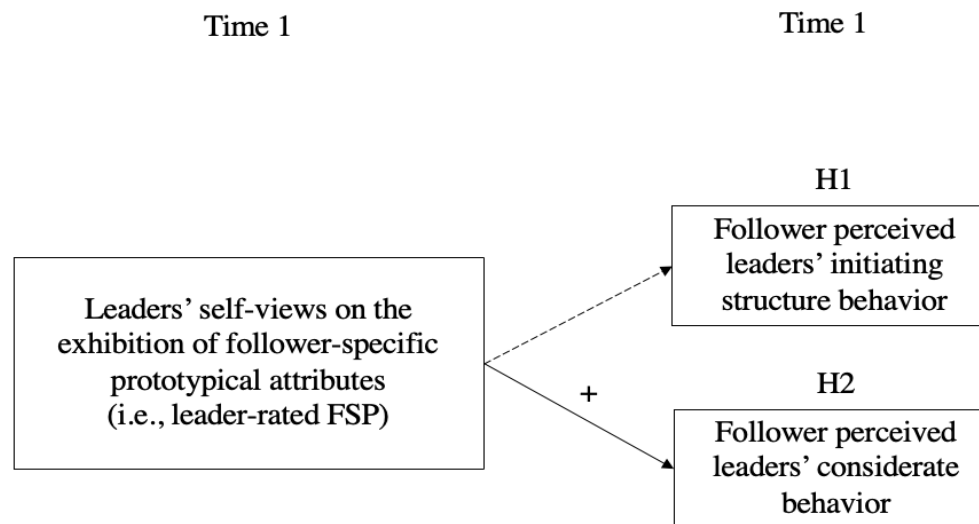 Time 1
Time 1
H1
Follower perceived
leaders’ initiating
structure behavior
Leaders’ self-views on the
exhibition of follower-specific
prototypical attributes
(i.e., leader-rated FSP)
+
H2
Follower perceived
leaders’ considerate
behavior